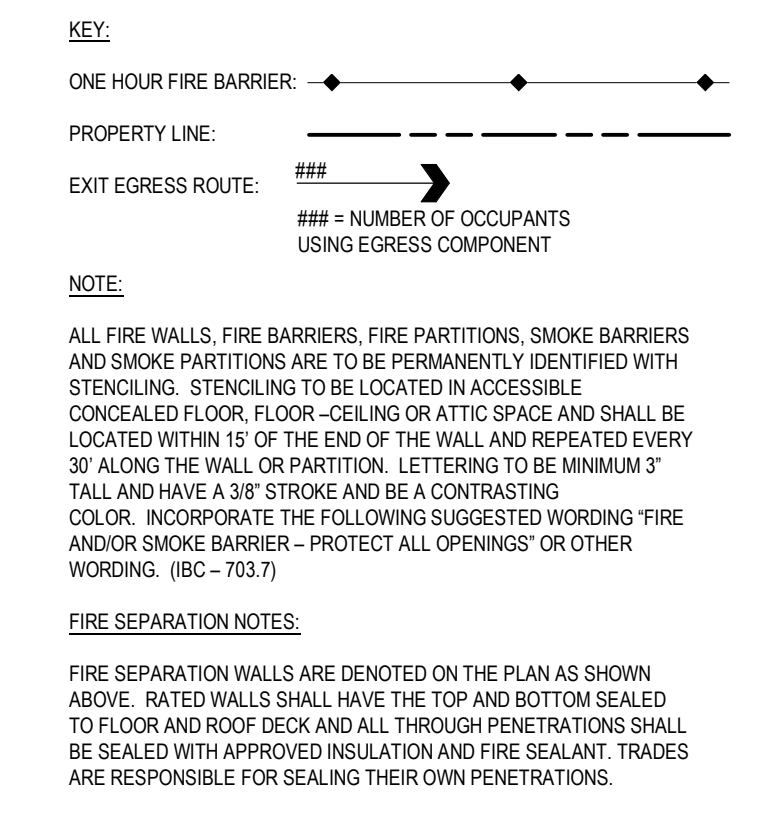 KEY:
ONE HOUR FIRE BARRIER:
PROPERTY LINE:
###
EXIT EGRESS ROUTE:
### = NUMBER OF OCCUPANTS
USING EGRESS COMPONENT
NOTE:
ALL FIRE WALLS, FIRE BARRIERS, FIRE PARTITIONS, SMOKE BARRIERS
AND SMOKE PARTITIONS ARE TO BE PERMANENTLY IDENTIFIED WITH
STENCILING. STENCILING TO BE LOCATED IN ACCESSIBLE
CONCEALED FLOOR, FLOOR –CEILING OR ATTIC SPACE AND SHALL BE
LOCATED WITHIN 15’ OF THE END OF THE WALL AND REPEATED EVERY
30’ ALONG THE WALL OR PARTITION. LETTERING TO BE MINIMUM 3”
TALL AND HAVE A 3/8” STROKE AND BE A CONTRASTING
COLOR. INCORPORATE THE FOLLOWING SUGGESTED WORDING “FIRE
AND/OR SMOKE BARRIER – PROTECT ALL OPENINGS” OR OTHER
WORDING. (IBC – 703.7)
FIRE SEPARATION NOTES:
FIRE SEPARATION WALLS ARE DENOTED ON THE PLAN AS SHOWN
ABOVE. RATED WALLS SHALL HAVE THE TOP AND BOTTOM SEALED
TO FLOOR AND ROOF DECK AND ALL THROUGH PENETRATIONS SHALL
BE SEALED WITH APPROVED INSULATION AND FIRE SEALANT. TRADES
ARE RESPONSIBLE FOR SEALING THEIR OWN PENETRATIONS.